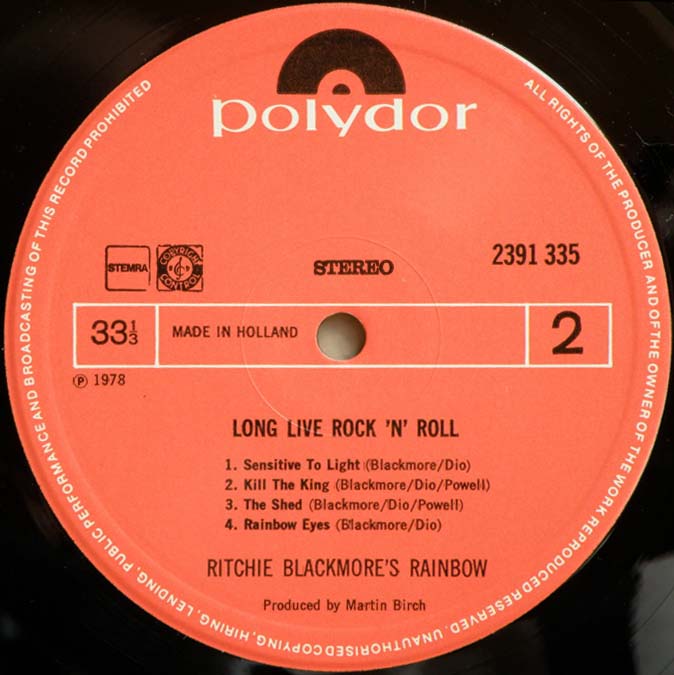 polydor
STEMRA
COPYRIGHT CONTROL
STEREO
2391 335
33⅓
MADE IN HOLLAND
2
℗ 1978
LONG LIVE ROCK 'N' ROLL
1. Sensitive To Light (Blackmore/Dio)
2. Kill The King (Blackmore/Dio/Powell)
3. The Shed (Blackmore/Dio/Powell)
4. Rainbow Eyes (Blackmore/Dio)
RITCHIE BLACKMORE'S RAINBOW
Produced by Martin Birch
ALL RIGHTS OF THE PRODUCER AND OF THE OWNER OF THE WORK REPRODUCED RESERVED. UNAUTHORISED COPYING, HIRING, LENDING, PUBLIC PERFORMANCE AND BROADCASTING OF THIS RECORD PROHIBITED